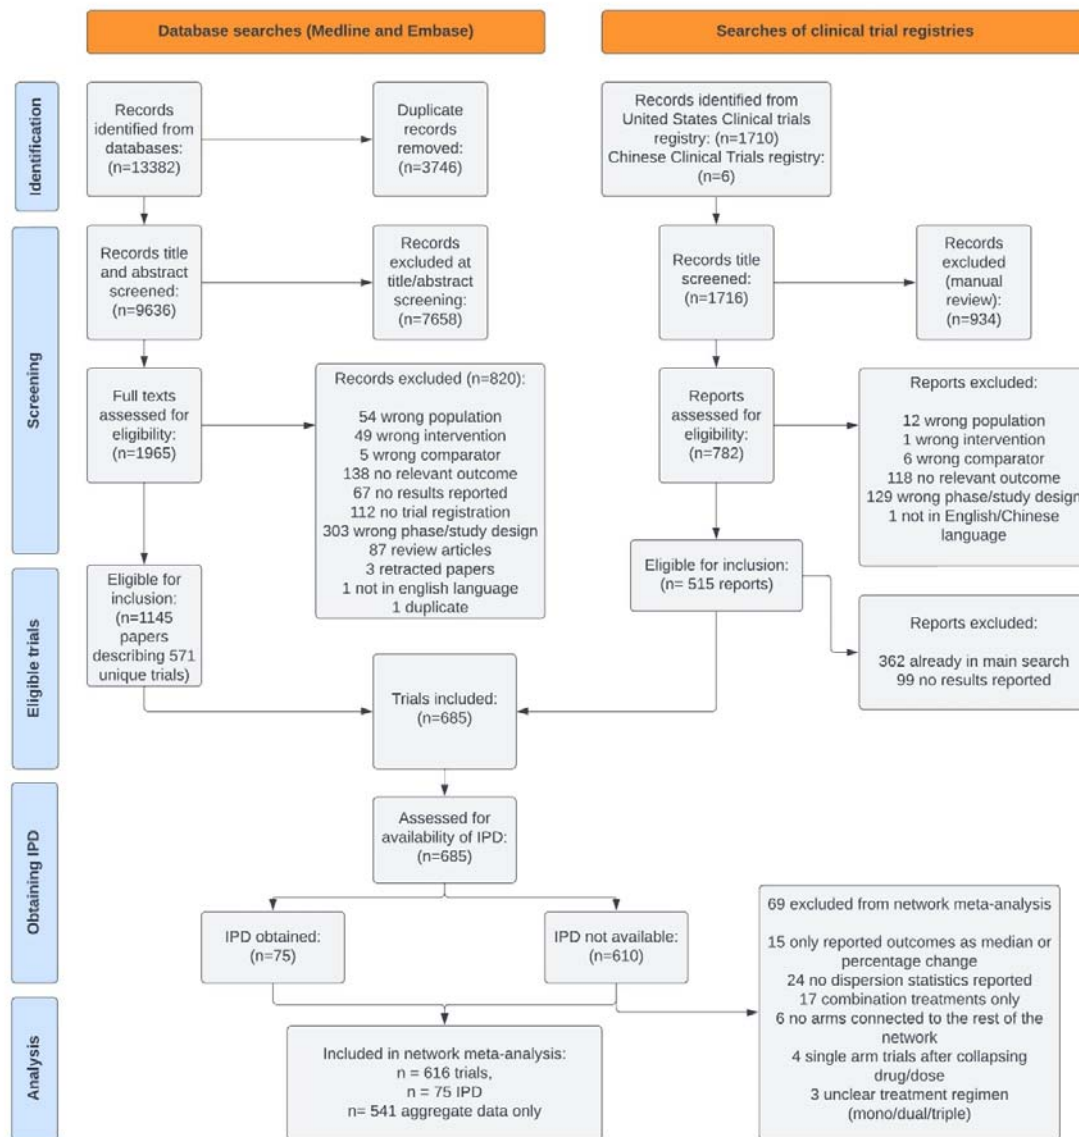 Database searches (Medline and Embase)
Searches of clinical trial registries
Identification
Records
identified from
databases:
(n=13382)
Duplicate
records
removed:
(n=3746)
Records identified from
United States Clinical trials
registry: (n=1710)
Chinese Clinical Trials registry:
(n=6)
Screening
Records title
and abstract
screened:
(n=9636)
Records
excluded at
title/abstract
screening:
(n=7658)
Records title
screened:
(n=1716)
Records
excluded
(manual
review):
(n=934)
Full texts
assessed for
eligibility:
(n=1965)
Records excluded (n=820):
54 wrong population
49 wrong intervention
5 wrong comparator
138 no relevant outcome
67 no results reported
112 no trial registration
303 wrong phase/study design
87 review articles
3 retracted papers
1 not in english language
1 duplicate
Reports
assessed for
eligibility:
(n=782)
Reports excluded:
12 wrong population
1 wrong intervention
6 wrong comparator
118 no relevant outcome
129 wrong phase/study design
1 not in English/Chinese
language
Eligible trials
Eligible for
inclusion:
(n=1145
papers
describing 571
unique trials)
Eligible for inclusion:
(n= 515 reports)
Reports excluded:
362 already in main search
99 no results reported
Trials included:
(n=685)
Obtaining IPD
Assessed for
availability of IPD:
(n=685)
IPD obtained:
(n=75)
IPD not available:
(n=610)
69 excluded from network meta-analysis
15 only reported outcomes as median or
percentage change
24 no dispersion statistics reported
17 combination treatments only
6 no arms connected to the rest of the
network
4 single arm trials after collapsing
drug/dose
3 unclear treatment regimen
(mono/dual/triple)
Analysis
Included in network meta-analysis:
n = 616 trials,
n = 75 IPD
n= 541 aggregate data only